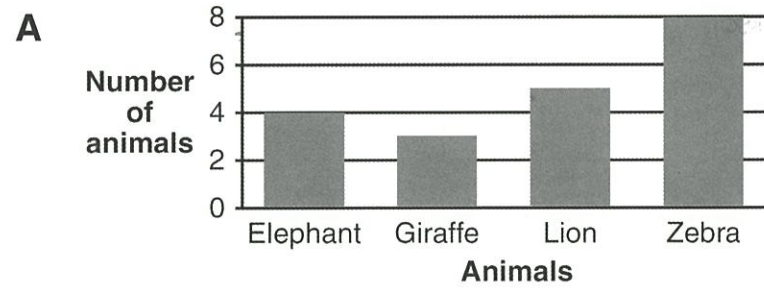 A
Number
of
animals
8
6
4
2
0
Elephant Giraffe Lion Zebra
Animals